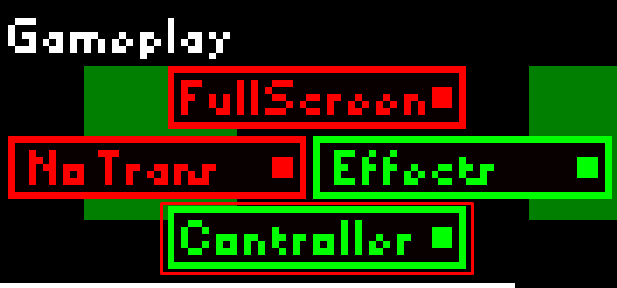 Gameplay
FullScreen
No Trans
Effects
Controller